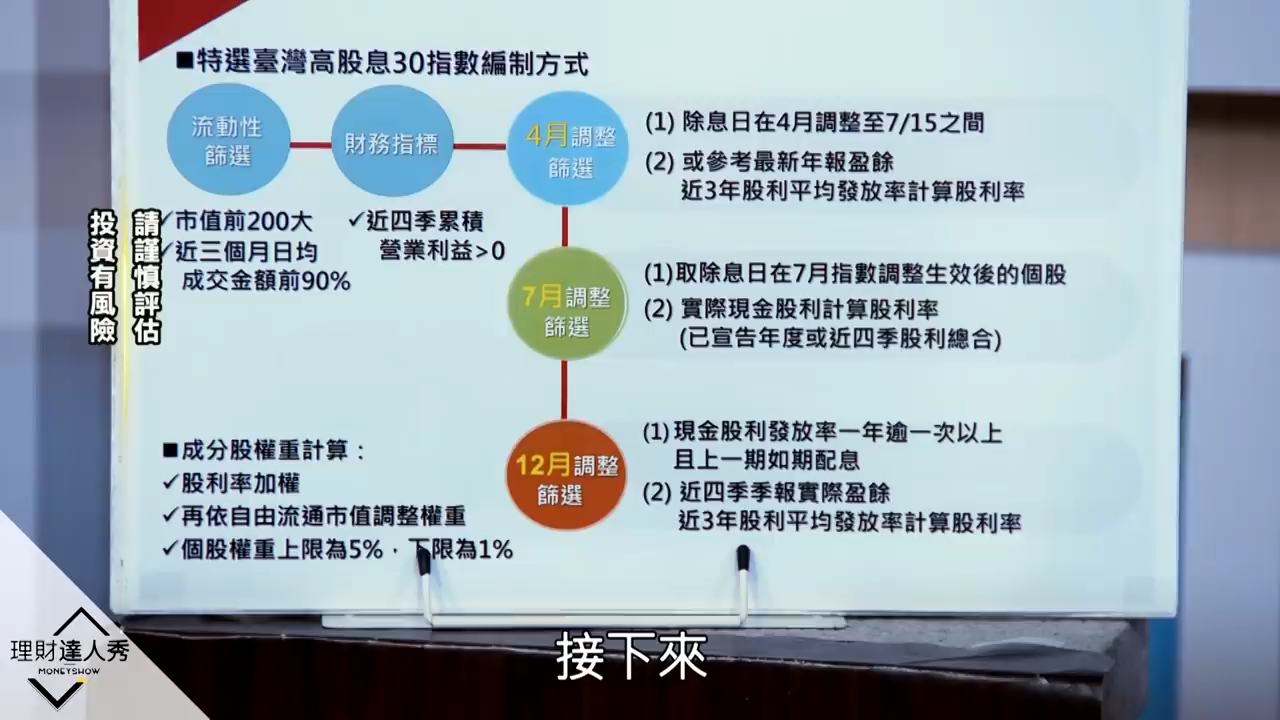 ■特選臺灣高股息30指數編制方式
流動性
篩選
財務指標
4月調整
篩選
(1) 除息日在4月調整至7/15之間
(2) 或參考最新年報盈餘
近3年股利平均發放率計算股利率
✓市值前200大
✓近三個月日均
成交金額前90%
✓近四季累積
營業利益>0
7月調整
篩選
(1)取除息日在7月指數調整生效後的個股
(2) 實際現金股利計算股利率
(已宣告年度或近四季股利總合)
12月調整
篩選
(1)現金股利發放率一年逾一次以上
且上一期如期配息
(2) 近四季季報實際盈餘
近3年股利平均發放率計算股利率
■成分股權重計算：
✓股利率加權
✓再依自由流通市值調整權重
✓個股權重上限為5%，下限為1%
請謹慎評估
投資有風險
理財達人秀
MONEYSHOW
接下來